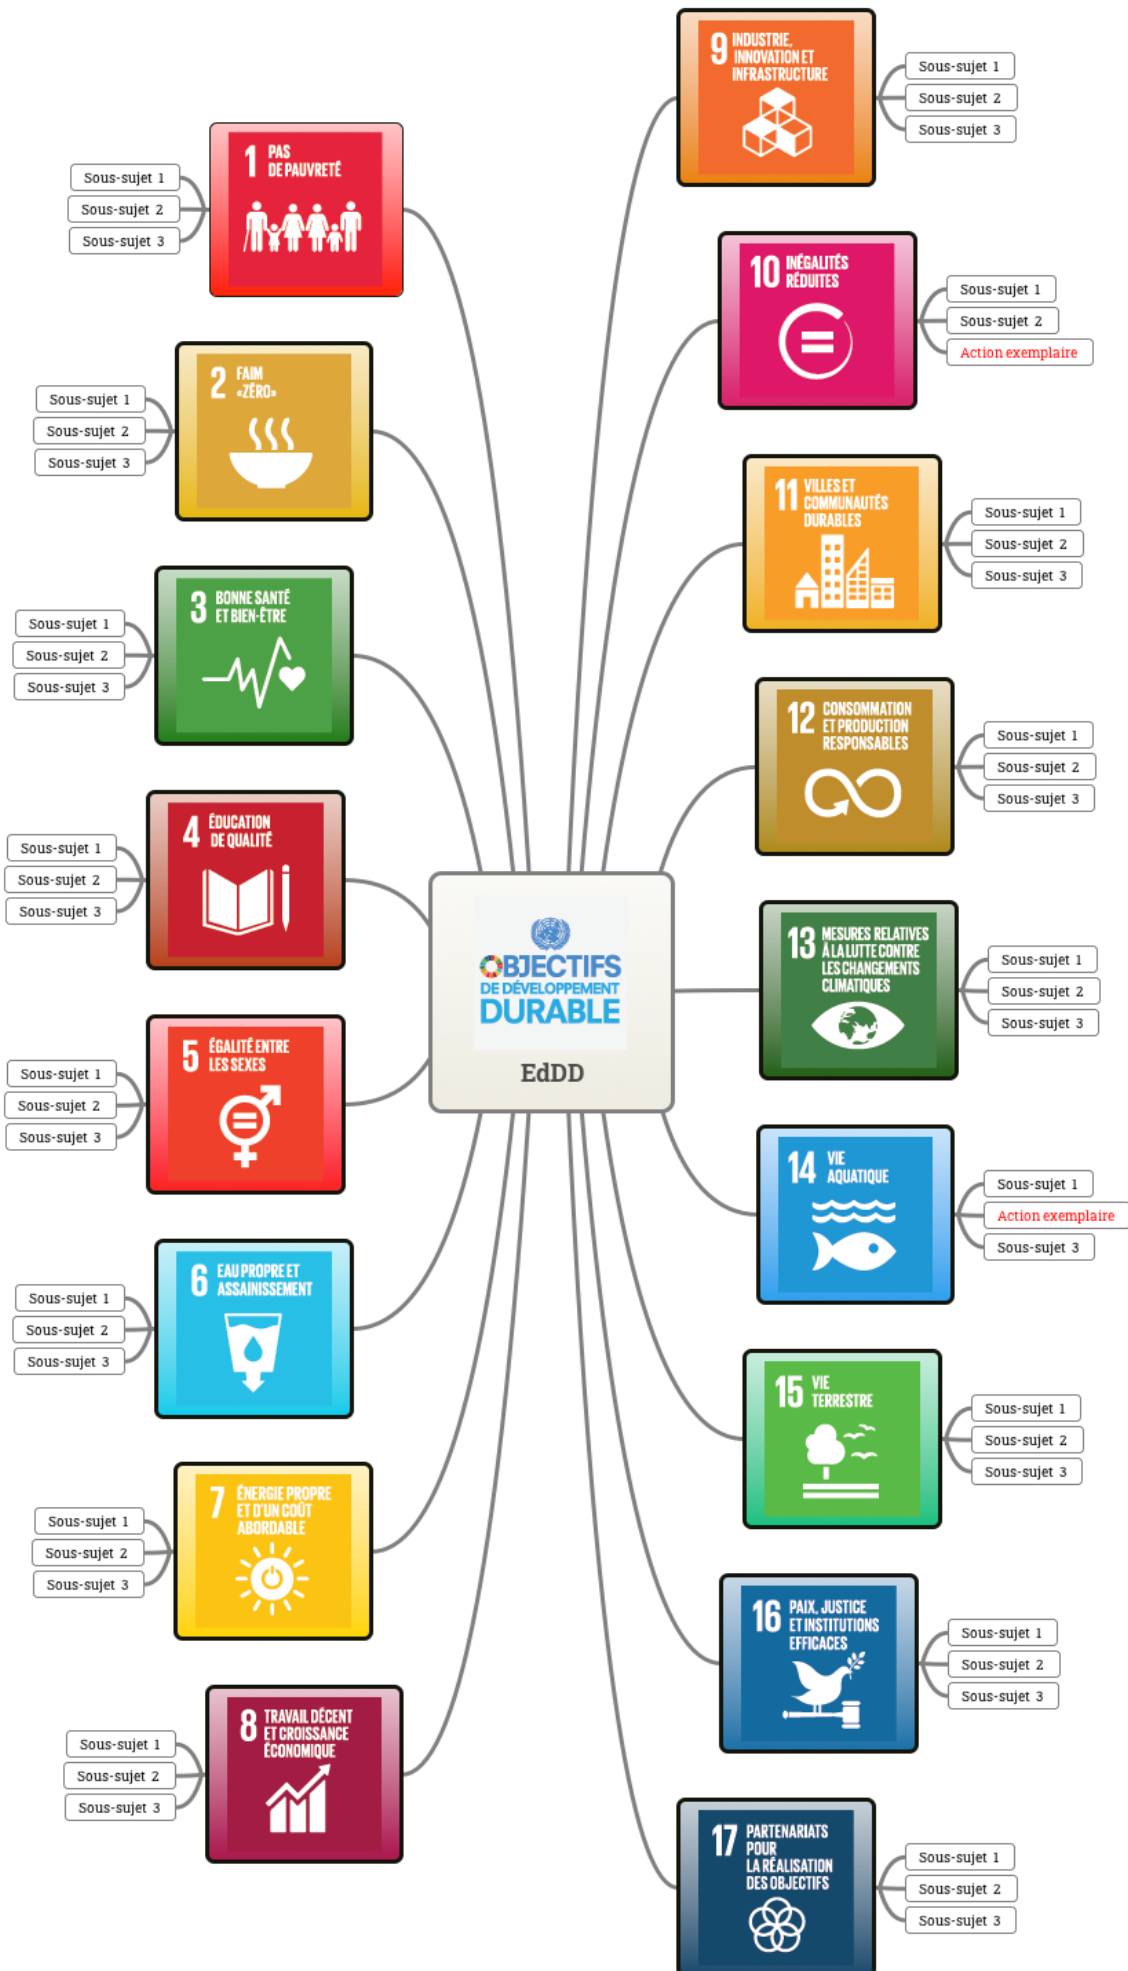 1 PAS
DE PAUVRETÉ
Sous-sujet 1
Sous-sujet 2
Sous-sujet 3
2 FAIM
«ZÉRO»
Sous-sujet 1
Sous-sujet 2
Sous-sujet 3
3 BONNE SANTÉ
ET BIEN-ÊTRE
Sous-sujet 1
Sous-sujet 2
Sous-sujet 3
4 ÉDUCATION
DE QUALITÉ
Sous-sujet 1
Sous-sujet 2
Sous-sujet 3
5 ÉGALITÉ ENTRE
LES SEXES
Sous-sujet 1
Sous-sujet 2
Sous-sujet 3
6 EAU PROPRE ET
ASSAINISSEMENT
Sous-sujet 1
Sous-sujet 2
Sous-sujet 3
7 ÉNERGIE PROPRE
ET D'UN COÛT
ABORDABLE
Sous-sujet 1
Sous-sujet 2
Sous-sujet 3
8 TRAVAIL DÉCENT
ET CROISSANCE
ÉCONOMIQUE
Sous-sujet 1
Sous-sujet 2
Sous-sujet 3
OBJECTIFS
DE DÉVELOPPEMENT
DURABLE
EdDD
9 INDUSTRIE,
INNOVATION ET
INFRASTRUCTURE
Sous-sujet 1
Sous-sujet 2
Sous-sujet 3
10 INÉGALITÉS
RÉDUITES
Sous-sujet 1
Sous-sujet 2
Action exemplaire
11 VILLES ET
COMMUNAUTÉS
DURABLES
Sous-sujet 1
Sous-sujet 2
Sous-sujet 3
12 CONSOMMATION
ET PRODUCTION
RESPONSABLES
Sous-sujet 1
Sous-sujet 2
Sous-sujet 3
13 MESURES RELATIVES
À LA LUTTE CONTRE
LES CHANGEMENTS
CLIMATIQUES
Sous-sujet 1
Sous-sujet 2
Sous-sujet 3
14 VIE
AQUATIQUE
Sous-sujet 1
Action exemplaire
Sous-sujet 3
15 VIE
TERRESTRE
Sous-sujet 1
Sous-sujet 2
Sous-sujet 3
16 PAIX, JUSTICE
ET INSTITUTIONS
EFFICACES
Sous-sujet 1
Sous-sujet 2
Sous-sujet 3
17 PARTENARIATS
POUR
LA RÉALISATION
DES OBJECTIFS
Sous-sujet 1
Sous-sujet 2
Sous-sujet 3